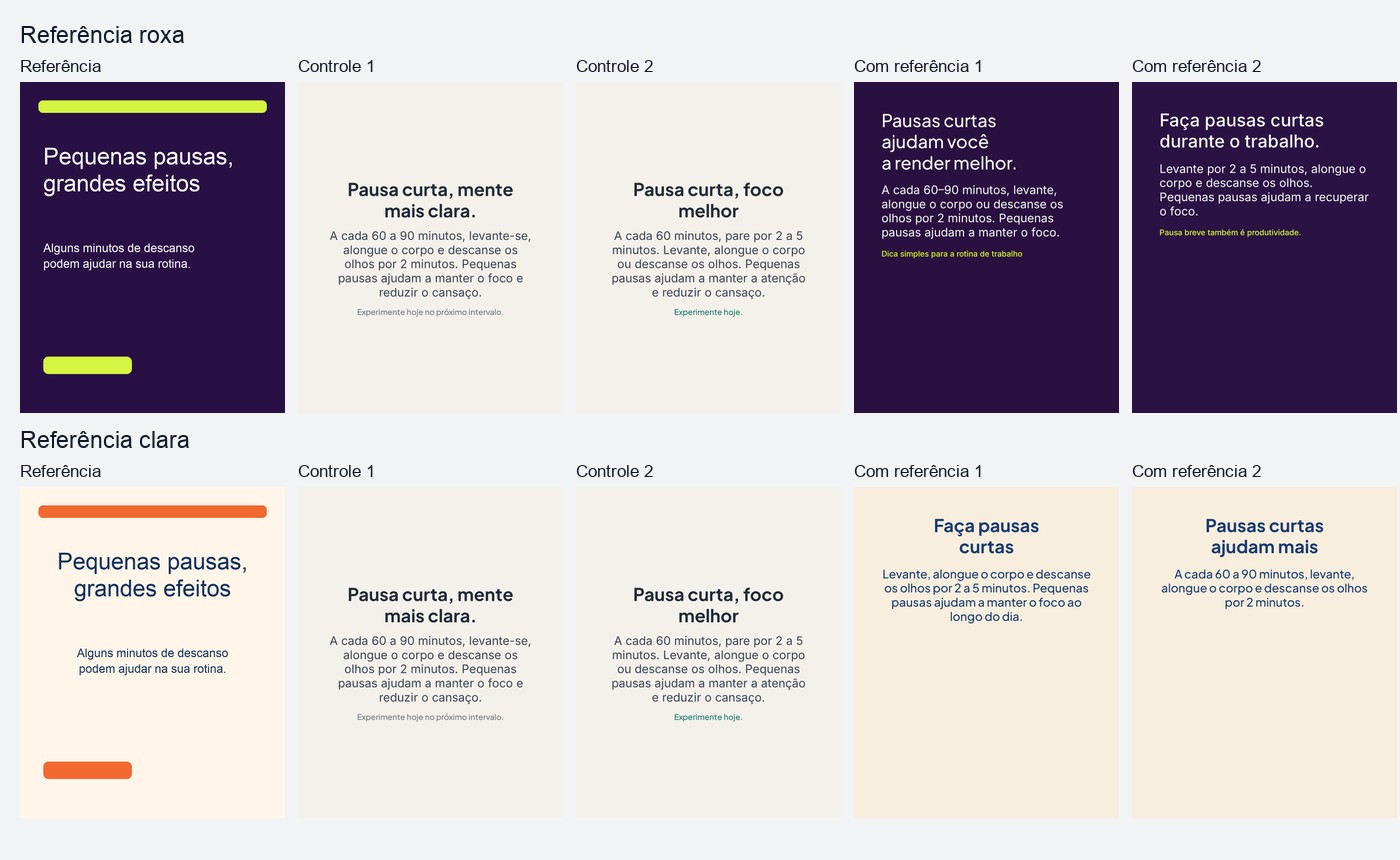 Referência roxa
Referência
Controle 1
Controle 2
Com referência 1
Com referência 2
Pequenas pausas,
grandes efeitos
Alguns minutos de descanso
podem ajudar na sua rotina.
Pausa curta, mente
mais clara.
A cada 60 a 90 minutos, levante-se,
alongue o corpo e descanse os
olhos por 2 minutos. Pequenas
pausas ajudam a manter o foco e
reduzir o cansaço.
Experimente hoje no próximo intervalo.
Pausa curta, foco
melhor
A cada 60 minutos, pare por 2 a 5
minutos. Levante, alongue o corpo
ou descanse os olhos. Pequenas
pausas ajudam a manter a atenção
e reduzir o cansaço.
Experimente hoje.
Pausas curtas
ajudam você
a render melhor.
A cada 60–90 minutos, levante,
alongue o corpo ou descanse os
olhos por 2 minutos. Pequenas
pausas ajudam a manter o foco.
Dica simples para a rotina de trabalho
Faça pausas curtas
durante o trabalho.
Levante por 2 a 5 minutos, alongue o
corpo e descanse os olhos.
Pequenas pausas ajudam a recuperar
o foco.
Pausa breve também é produtividade.
Referência clara
Referência
Controle 1
Controle 2
Com referência 1
Com referência 2
Pequenas pausas,
grandes efeitos
Alguns minutos de descanso
podem ajudar na sua rotina.
Pausa curta, mente
mais clara.
A cada 60 a 90 minutos, levante-se,
alongue o corpo e descanse os
olhos por 2 minutos. Pequenas
pausas ajudam a manter o foco e
reduzir o cansaço.
Experimente hoje no próximo intervalo.
Pausa curta, foco
melhor
A cada 60 minutos, pare por 2 a 5
minutos. Levante, alongue o corpo
ou descanse os olhos. Pequenas
pausas ajudam a manter a atenção
e reduzir o cansaço.
Experimente hoje.
Faça pausas
curtas
Levante, alongue o corpo e descanse
os olhos por 2 a 5 minutos. Pequenas
pausas ajudam a manter o foco ao
longo do dia.
Pausas curtas
ajudam mais
A cada 60 a 90 minutos, levante,
alongue o corpo e descanse os olhos
por 2 minutos.